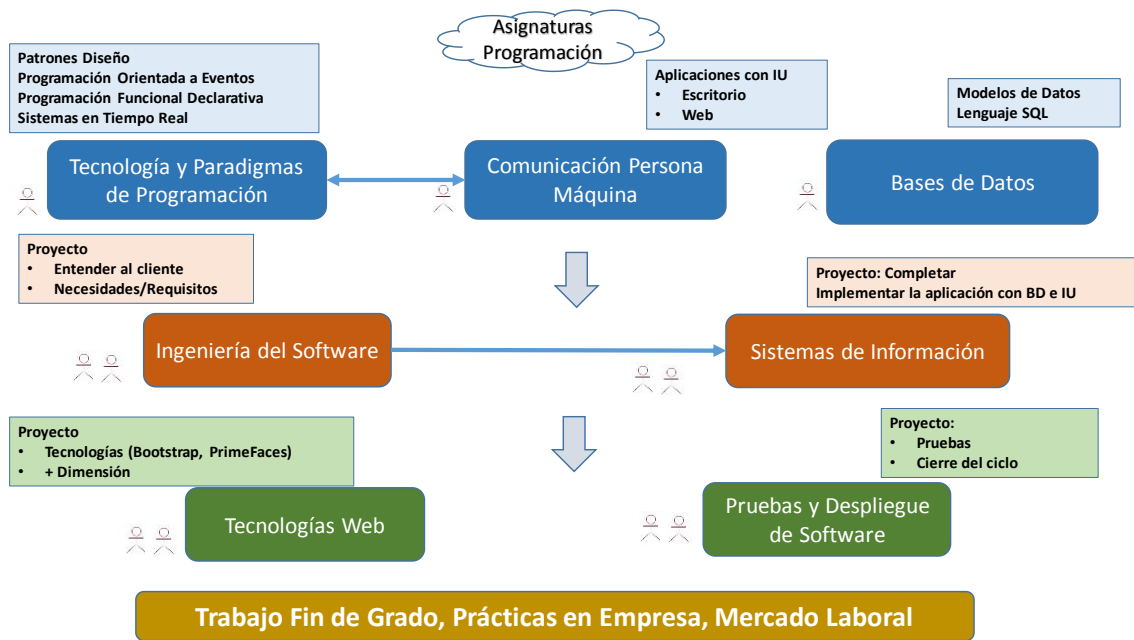 Asignaturas
Programación
Patrones Diseño
Programación Orientada a Eventos
Programación Funcional Declarativa
Sistemas en Tiempo Real
Aplicaciones con IU
• Escritorio
• Web
Modelos de Datos
Lenguaje SQL
Tecnología y Paradigmas
de Programación
Comunicación Persona
Máquina
Bases de Datos
Proyecto
• Entender al cliente
• Necesidades/Requisitos
Proyecto: Completar
Implementar la aplicación con BD e IU
Ingeniería del Software
Sistemas de Información
Proyecto
• Tecnologías (Bootstrap, PrimeFaces)
• + Dimensión
Proyecto:
• Pruebas
• Cierre del ciclo
Tecnologías Web
Pruebas y Despliegue
de Software
Trabajo Fin de Grado, Prácticas en Empresa, Mercado Laboral